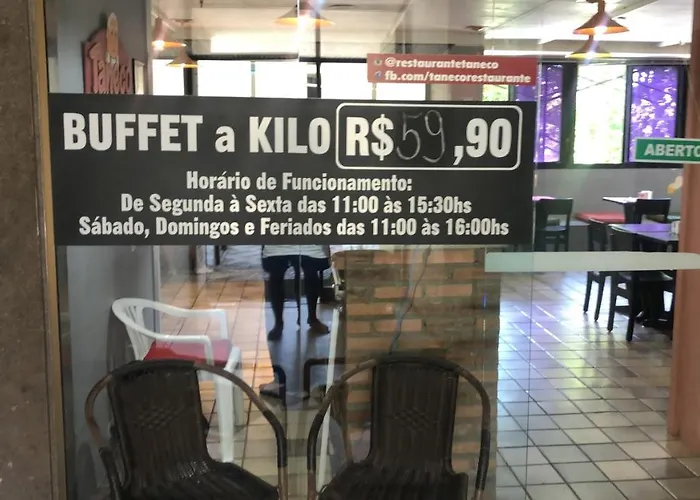 Taneco
@restaurantetaneco
fb.com/tanecorestaurante
BUFFET a KILO R$59,90
ABERTO
Horário de Funcionamento:
De Segunda à Sexta das 11:00 às 15:30hs
Sábado, Domingos e Feriados das 11:00 às 16:00hs